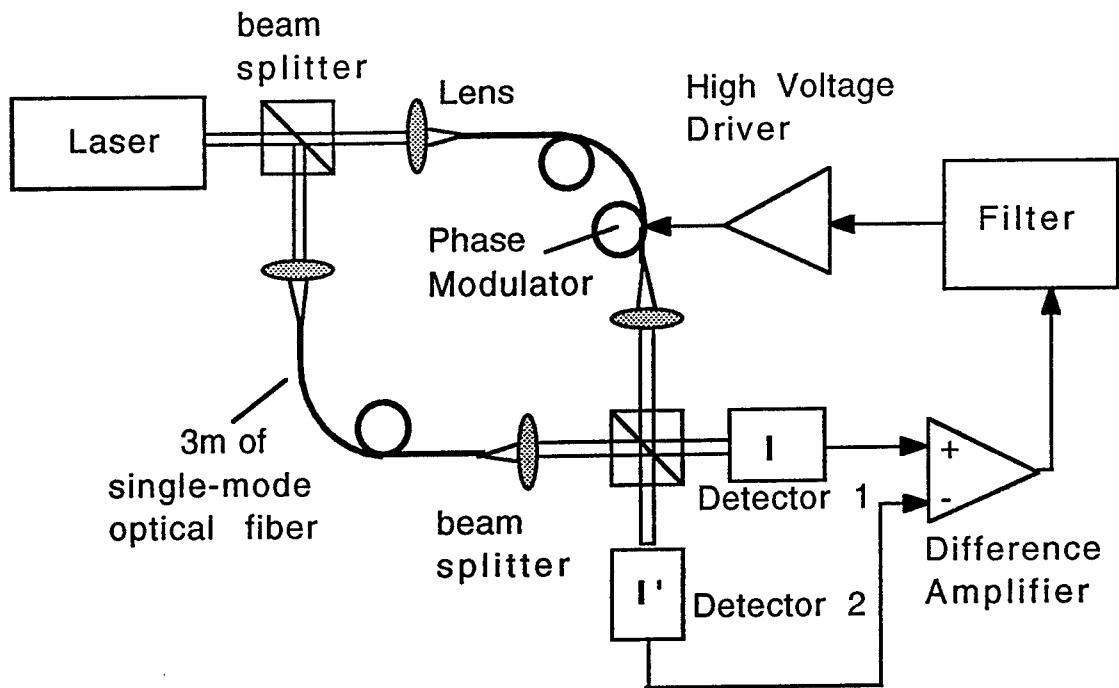 beam
splitter
Laser
Lens
High Voltage
Driver
Filter
Phase
Modulator
3m of
single-mode
optical fiber
beam
splitter
I
Detector 1
+
-
Difference
Amplifier
I'
Detector 2